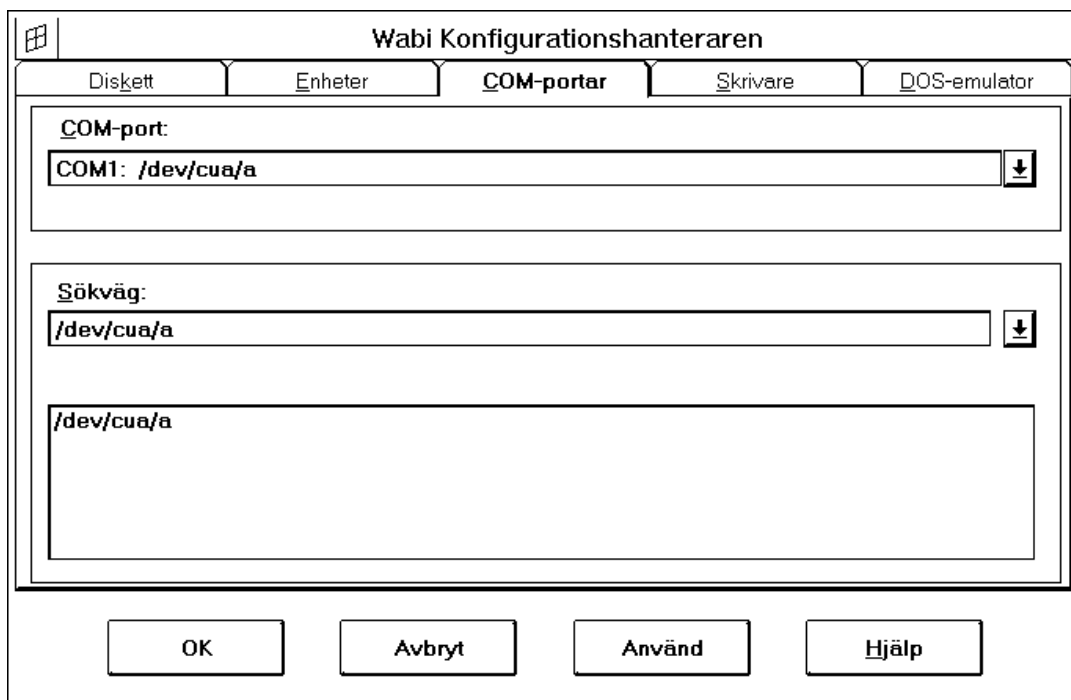 Wabi Konfigurationshanteraren
Diskett Enheter COM-portar Skrivare DOS-emulator
COM-port:
COM1: /dev/cua/a
Sökväg:
/dev/cua/a
/dev/cua/a
OK Avbryt Använd Hjälp